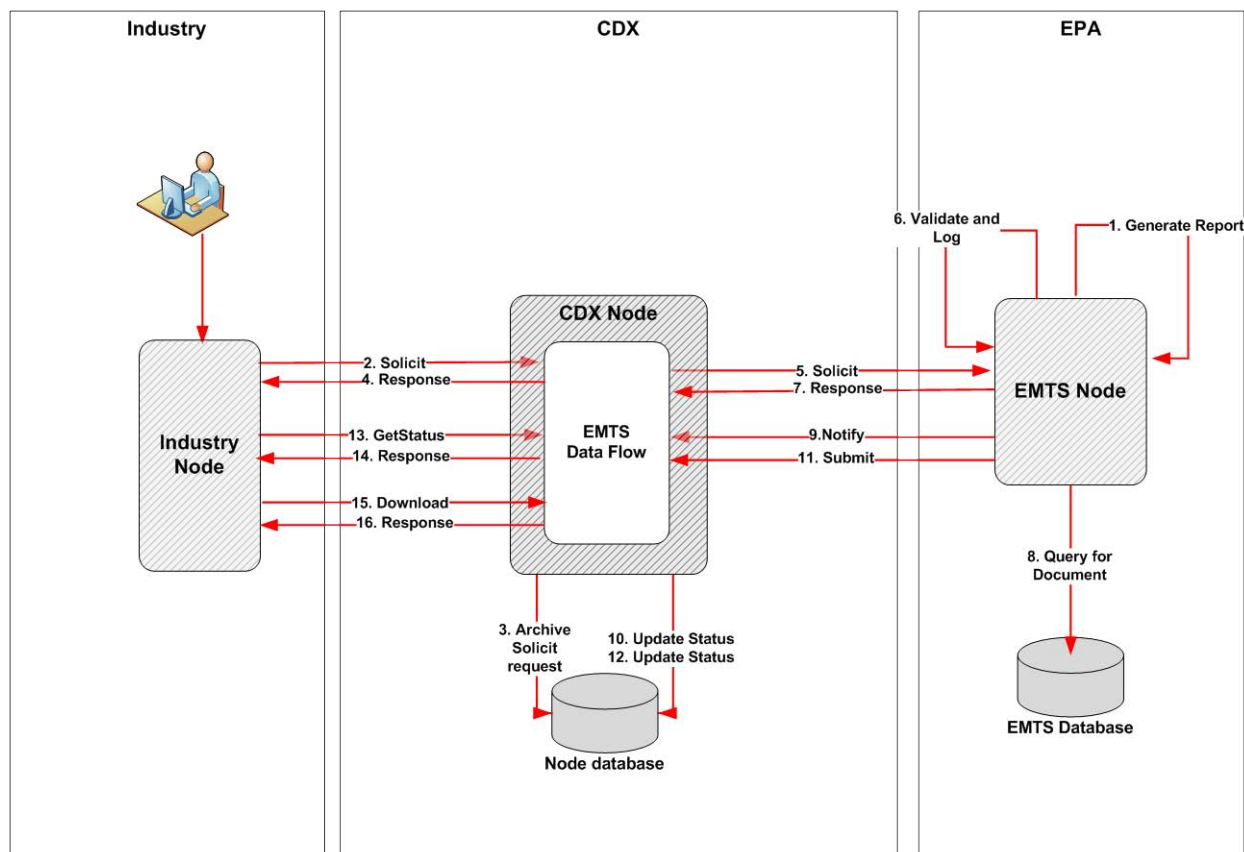 Industry
CDX
EPA
6. Validate and
Log
1. Generate Report
CDX Node
2. Solicit
4. Response
5. Solicit
7. Response
EMTS Node
Industry
Node
13. GetStatus
14. Response
EMTS
Data Flow
9.Notify
11. Submit
15. Download
16. Response
8. Query for
Document
3. Archive
Solicit
request
10. Update Status
12. Update Status
Node database
EMTS Database